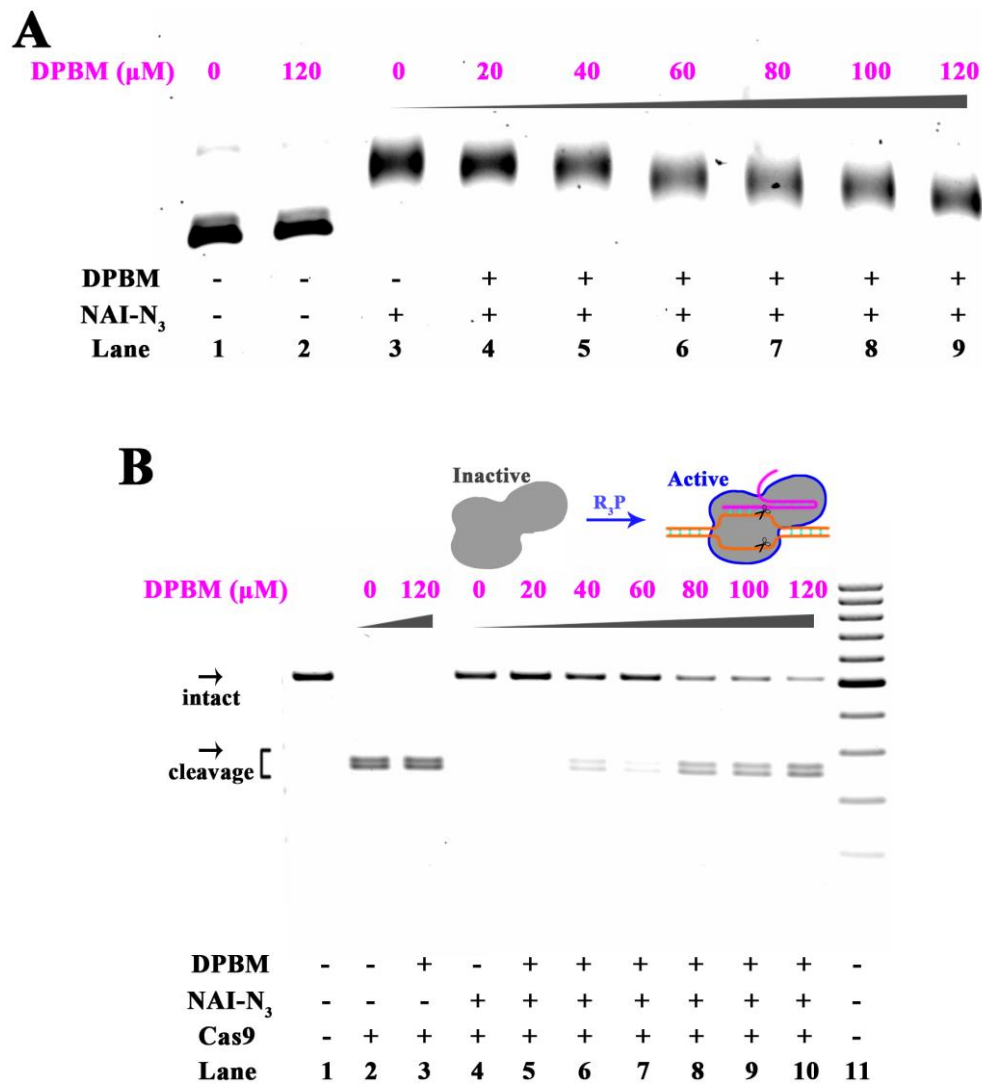 A
DPBM (μM) 0 120 0 20 40 60 80 100 120
DPBM - - - + + + + + +
NAI-N₃ - - + + + + + + +
Lane 1 2 3 4 5 6 7 8 9
B
Inactive R₃P Active
DPBM (μM) 0 120 0 20 40 60 80 100 120
→
intact
→
cleavage
DPBM - - + - + + + + + + -
NAI-N₃ - - - + + + + + + + -
Cas9 - + + + + + + + + + -
Lane 1 2 3 4 5 6 7 8 9 10 11